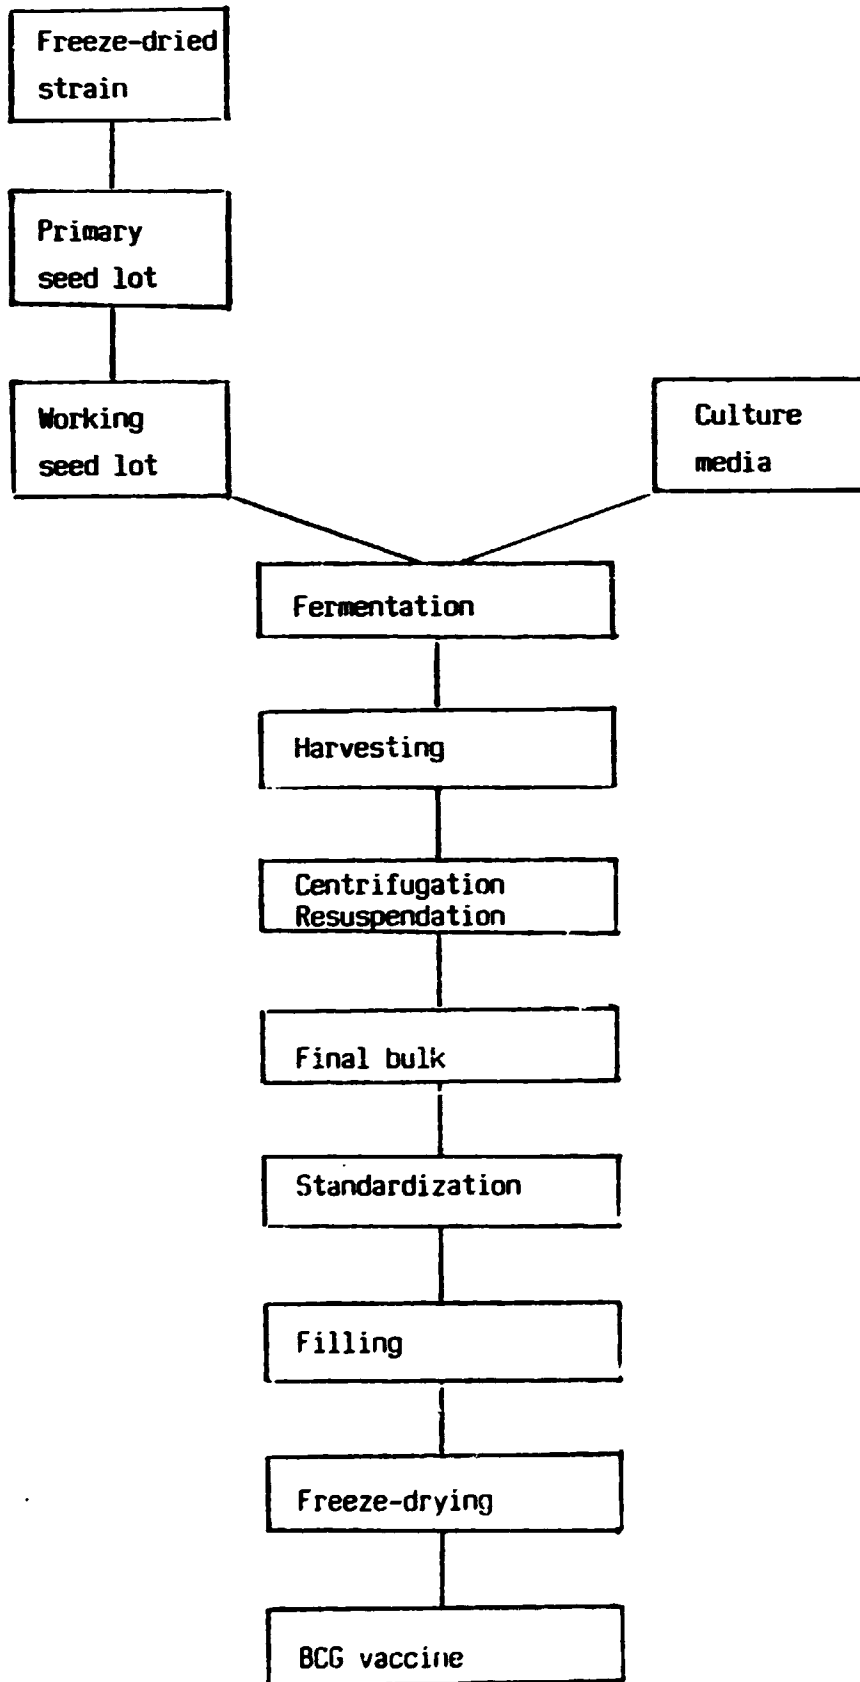 Freeze-dried
strain
Primary
seed lot
Working
seed lot
Culture
media
Fermentation
Harvesting
Centrifugation
Resuspendation
Final bulk
Standardization
Filling
Freeze-drying
BCG vaccine